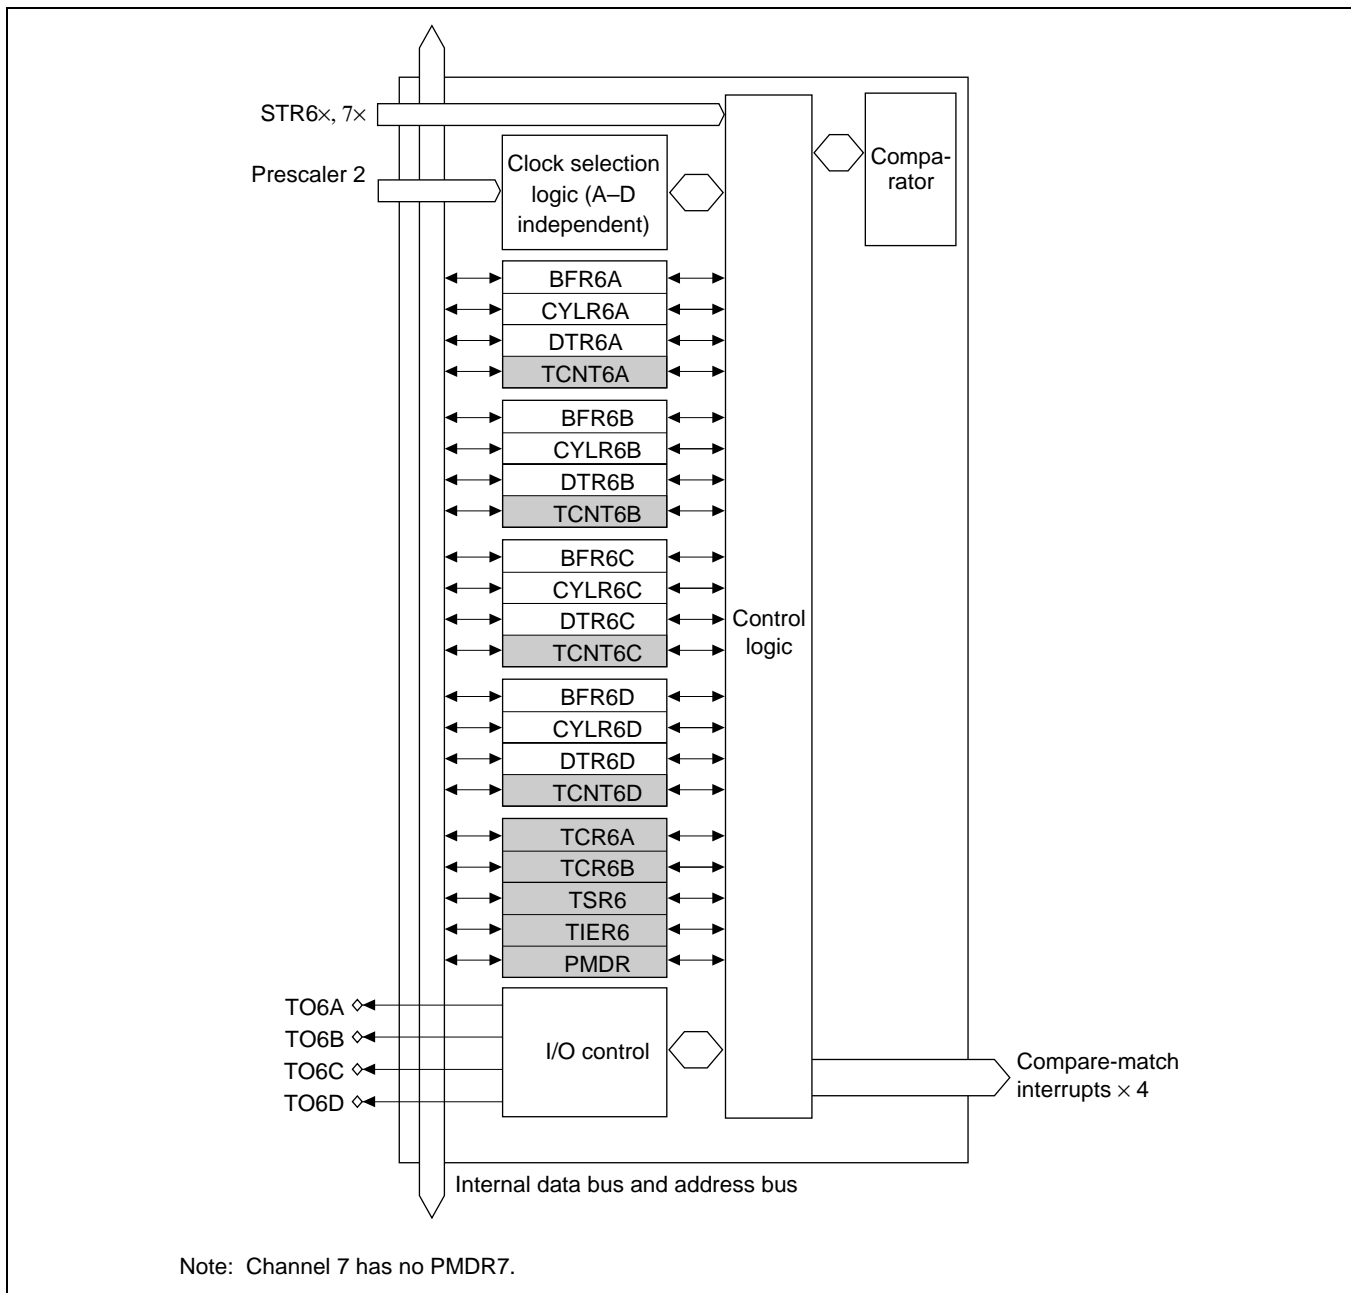 STR6×, 7×
Prescaler 2
Clock selection
logic (A–D
independent)
Compa-
rator
BFR6A
CYLR6A
DTR6A
TCNT6A
BFR6B
CYLR6B
DTR6B
TCNT6B
BFR6C
CYLR6C
DTR6C
TCNT6C
Control
logic
BFR6D
CYLR6D
DTR6D
TCNT6D
TCR6A
TCR6B
TSR6
TIER6
PMDR
TO6A
TO6B
TO6C
TO6D
I/O control
Compare-match
interrupts × 4
Internal data bus and address bus
Note: Channel 7 has no PMDR7.